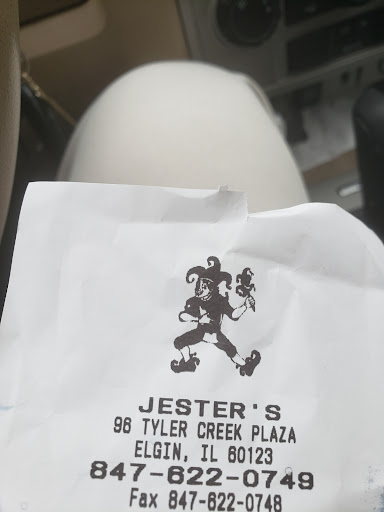 JESTER'S
96 TYLER CREEK PLAZA
ELGIN, IL 60123
847-622-0749
Fax 847-622-0748